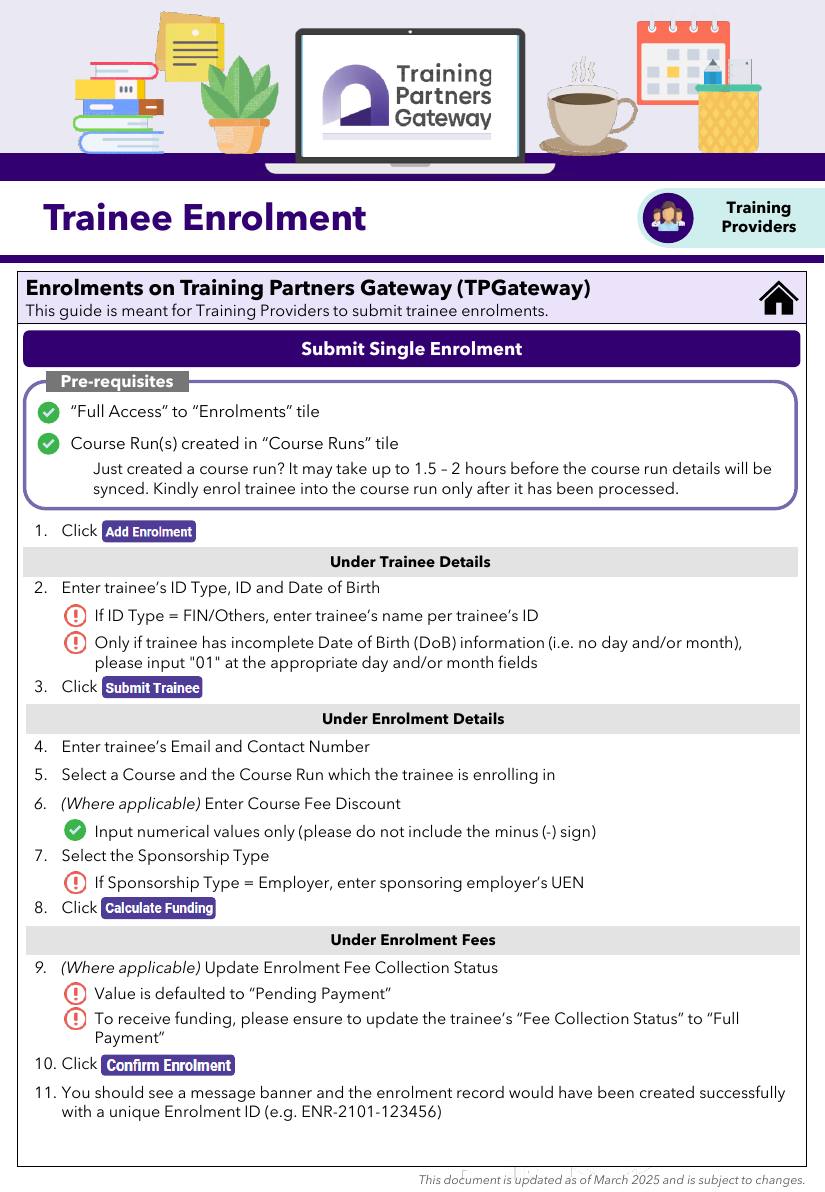 Training
Partners
Gateway
Trainee Enrolment
Training
Providers
Enrolments on Training Partners Gateway (TPGateway)
This guide is meant for Training Providers to submit trainee enrolments.
Submit Single Enrolment
Pre-requisites
“Full Access” to “Enrolments” tile
Course Run(s) created in “Course Runs” tile
Just created a course run? It may take up to 1.5 – 2 hours before the course run details will be
synced. Kindly enrol trainee into the course run only after it has been processed.
1. Click Add Enrolment
Under Trainee Details
2. Enter trainee’s ID Type, ID and Date of Birth
If ID Type = FIN/Others, enter trainee’s name per trainee’s ID
Only if trainee has incomplete Date of Birth (DoB) information (i.e. no day and/or month),
please input "01" at the appropriate day and/or month fields
3. Click Submit Trainee
Under Enrolment Details
4. Enter trainee’s Email and Contact Number
5. Select a Course and the Course Run which the trainee is enrolling in
6. (Where applicable) Enter Course Fee Discount
Input numerical values only (please do not include the minus (-) sign)
7. Select the Sponsorship Type
If Sponsorship Type = Employer, enter sponsoring employer’s UEN
8. Click Calculate Funding
Under Enrolment Fees
9. (Where applicable) Update Enrolment Fee Collection Status
Value is defaulted to “Pending Payment”
To receive funding, please ensure to update the trainee’s “Fee Collection Status” to “Full
Payment”
10. Click Confirm Enrolment
11. You should see a message banner and the enrolment record would have been created successfully
with a unique Enrolment ID (e.g. ENR-2101-123456)
This document is updated as of March 2025 and is subject to changes.